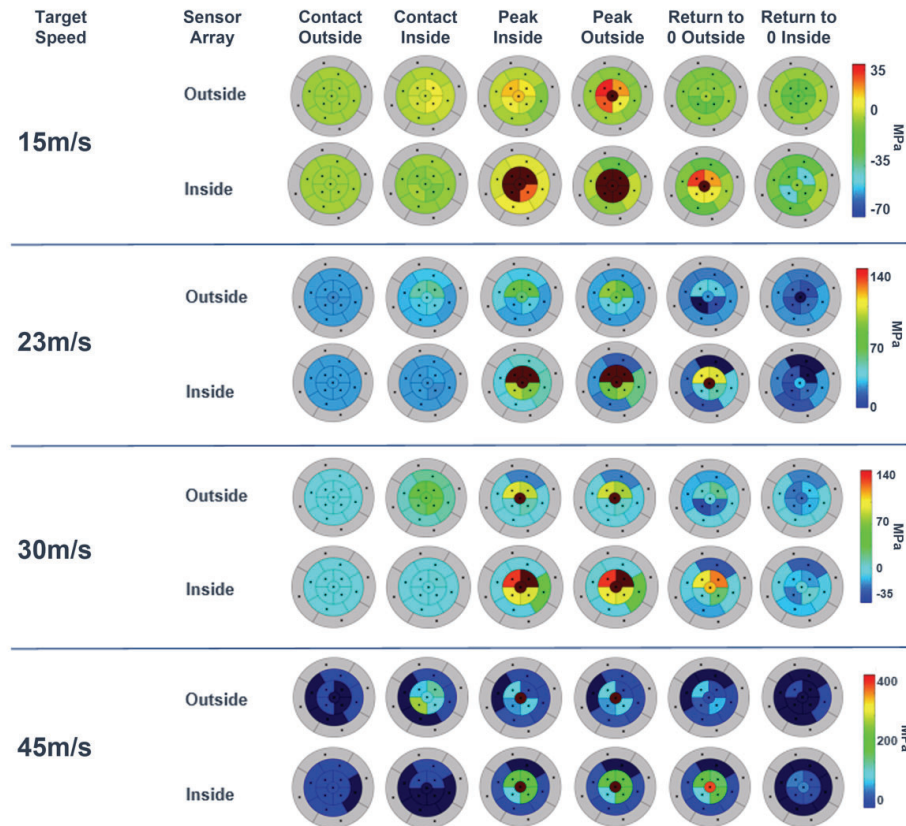 Target Speed
Sensor Array
Contact Outside
Contact Inside
Peak Inside
Peak Outside
Return to 0 Outside
Return to 0 Inside
15m/s
Outside
Inside
35
0
-35
-70
MPa
23m/s
Outside
Inside
140
70
0
MPa
30m/s
Outside
Inside
140
70
0
-35
MPa
45m/s
Outside
Inside
400
200
0
MPa